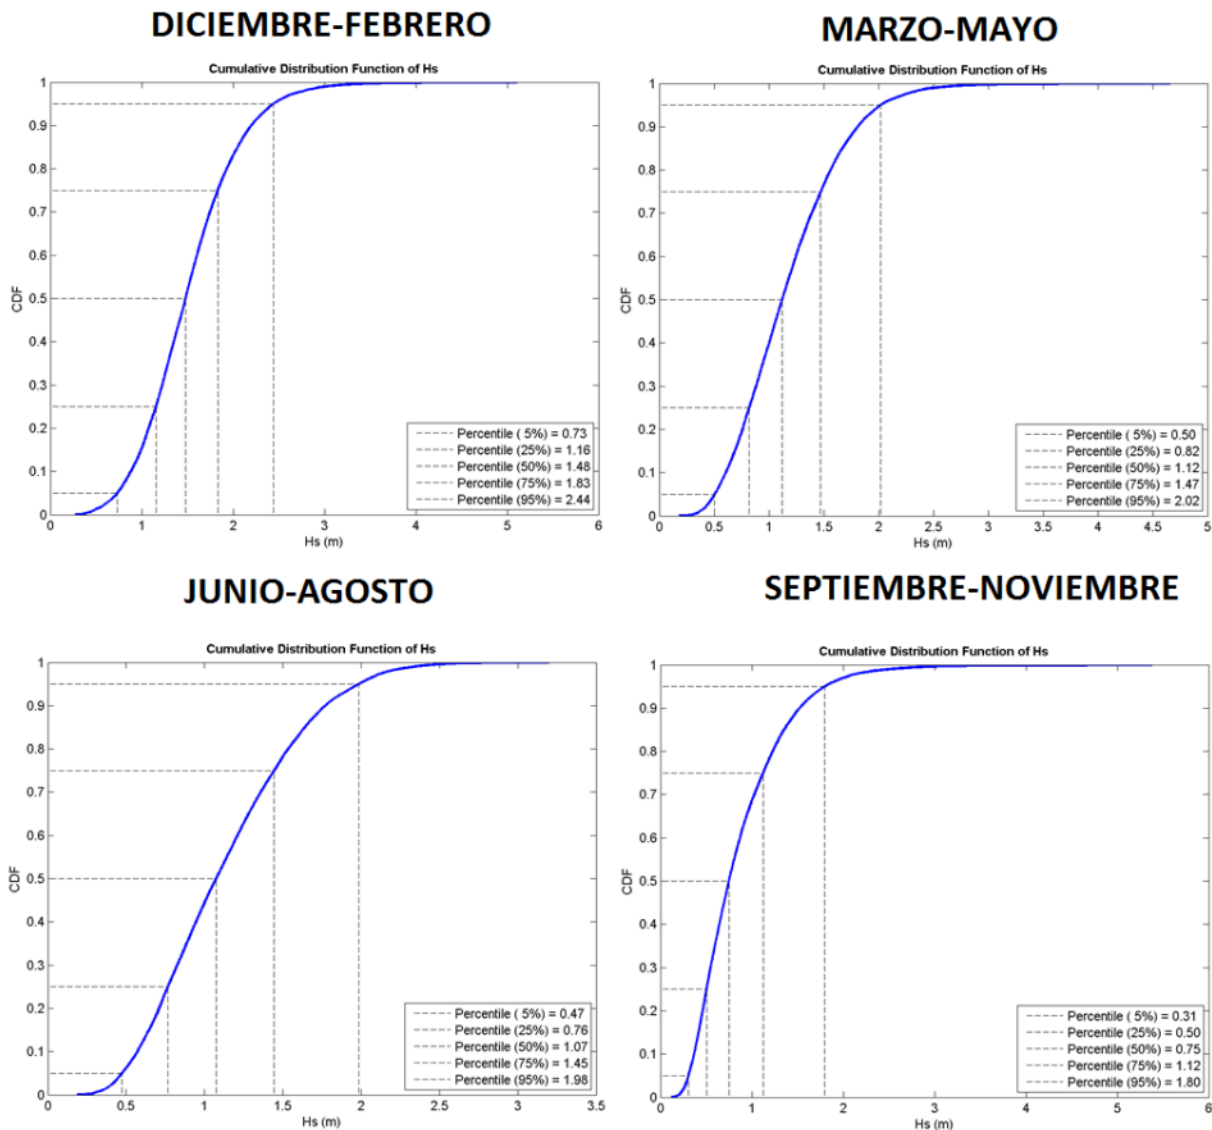 DICIEMBRE-FEBRERO
Cumulative Distribution Function of Hs
1
0.9
0.8
0.7
0.6
0.5
0.4
0.3
0.2
0.1
0
CDF
Percentile ( 5%) = 0.73
Percentile (25%) = 1.16
Percentile (50%) = 1.48
Percentile (75%) = 1.83
Percentile (95%) = 2.44
0 1 2 3 4 5 6
Hs (m)
MARZO-MAYO
Cumulative Distribution Function of Hs
1
0.9
0.8
0.7
0.6
0.5
0.4
0.3
0.2
0.1
0
CDF
Percentile ( 5%) = 0.50
Percentile (25%) = 0.82
Percentile (50%) = 1.12
Percentile (75%) = 1.47
Percentile (95%) = 2.02
0 0.5 1 1.5 2 2.5 3 3.5 4 4.5 5
Hs (m)
JUNIO-AGOSTO
Cumulative Distribution Function of Hs
1
0.9
0.8
0.7
0.6
0.5
0.4
0.3
0.2
0.1
0
CDF
Percentile ( 5%) = 0.47
Percentile (25%) = 0.76
Percentile (50%) = 1.07
Percentile (75%) = 1.45
Percentile (95%) = 1.98
0 0.5 1 1.5 2 2.5 3 3.5
Hs (m)
SEPTIEMBRE-NOVIEMBRE
Cumulative Distribution Function of Hs
1
0.9
0.8
0.7
0.6
0.5
0.4
0.3
0.2
0.1
0
CDF
Percentile ( 5%) = 0.31
Percentile (25%) = 0.50
Percentile (50%) = 0.75
Percentile (75%) = 1.12
Percentile (95%) = 1.80
0 1 2 3 4 5 6
Hs (m)